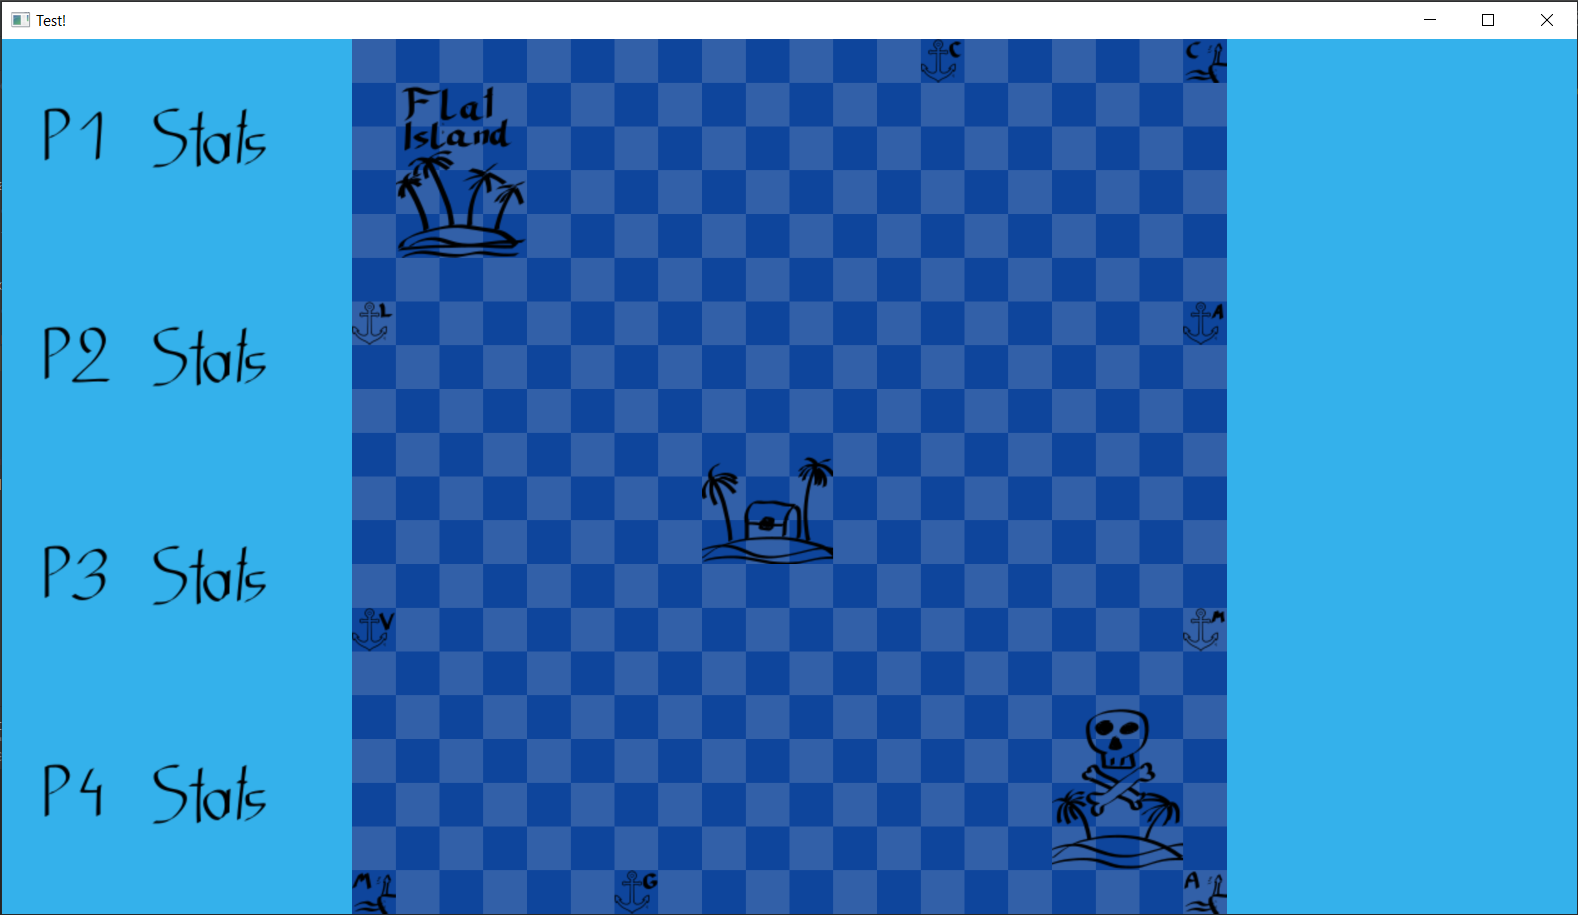 Test!
C
C
P1 Stats
Flat
Island
L
A
P2 Stats
P3 Stats
V
M
P4 Stats
M
G
A